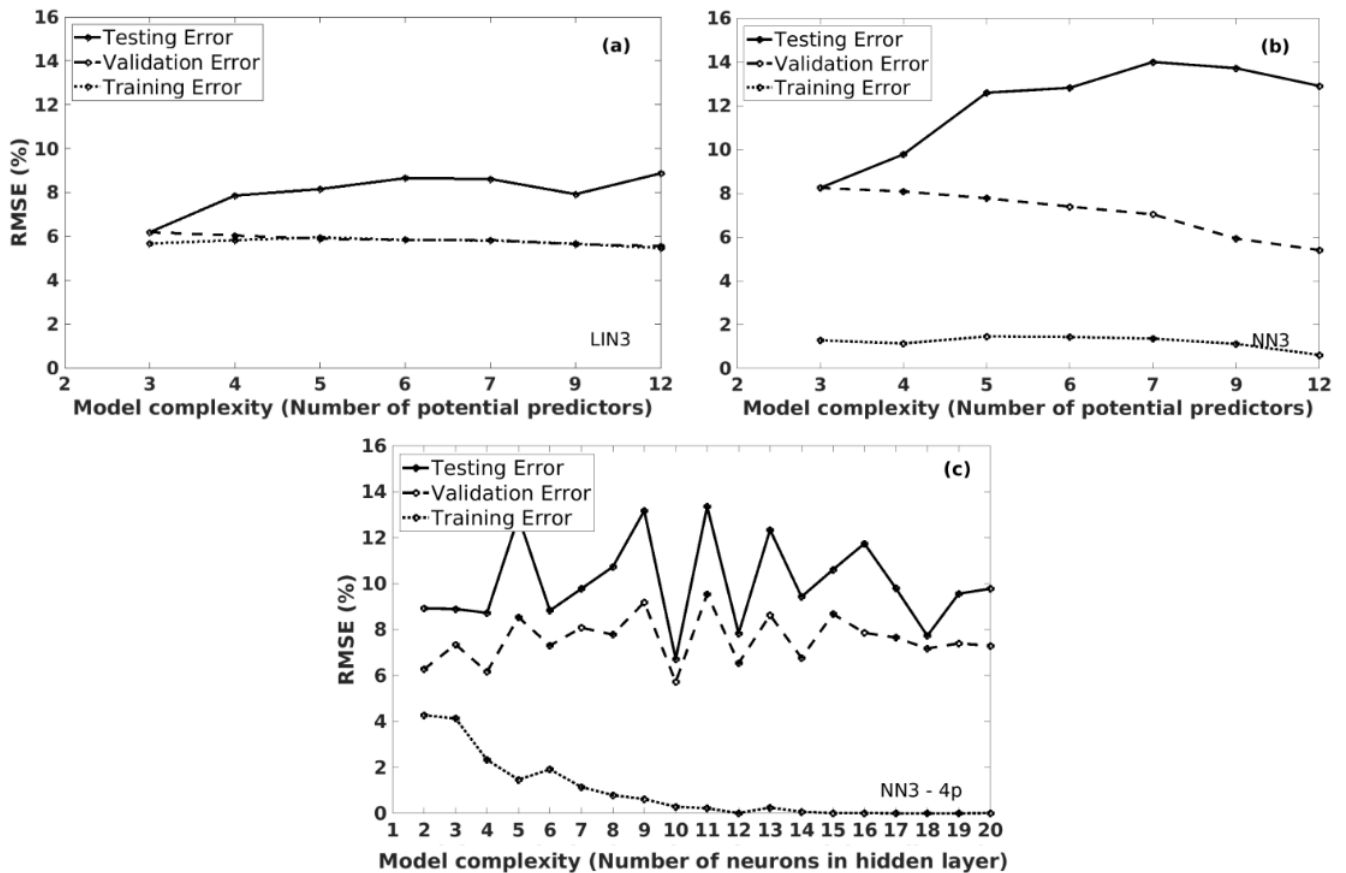 16
14
12
10
8
6
4
2
0
RMSE (%)
Testing Error
Validation Error
Training Error
(a)
LIN3
2 3 4 5 6 7 9 12
Model complexity (Number of potential predictors)
16
14
12
10
8
6
4
2
0
Testing Error
Validation Error
Training Error
(b)
NN3
2 3 4 5 6 7 9 12
Model complexity (Number of potential predictors)
16
14
12
10
8
6
4
2
0
RMSE (%)
Testing Error
Validation Error
Training Error
(c)
NN3 - 4p
1 2 3 4 5 6 7 8 9 10 11 12 13 14 15 16 17 18 19 20
Model complexity (Number of neurons in hidden layer)